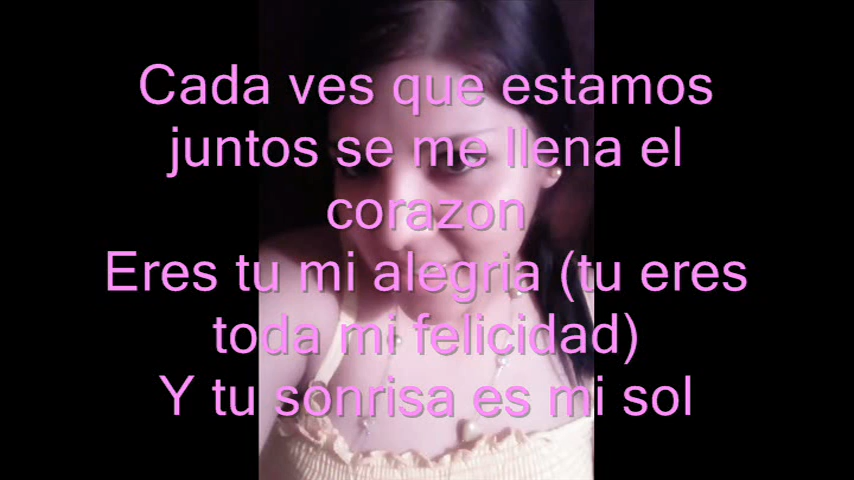 Cada ves que estamos
juntos se me llena el
corazon
Eres tu mi alegria (tu eres
toda mi felicidad)
Y tu sonrisa es mi sol